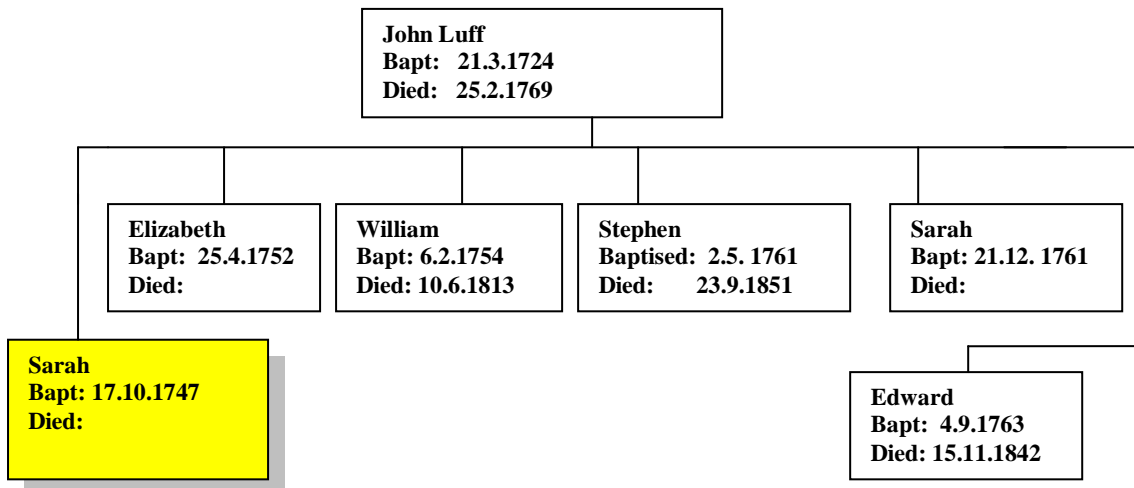 John Luff
Bapt: 21.3.1724
Died: 25.2.1769
Elizabeth
Bapt: 25.4.1752
Died:
William
Bapt: 6.2.1754
Died: 10.6.1813
Stephen
Baptised: 2.5. 1761
Died: 23.9.1851
Sarah
Bapt: 21.12. 1761
Died:
Sarah
Bapt: 17.10.1747
Died:
Edward
Bapt: 4.9.1763
Died: 15.11.1842